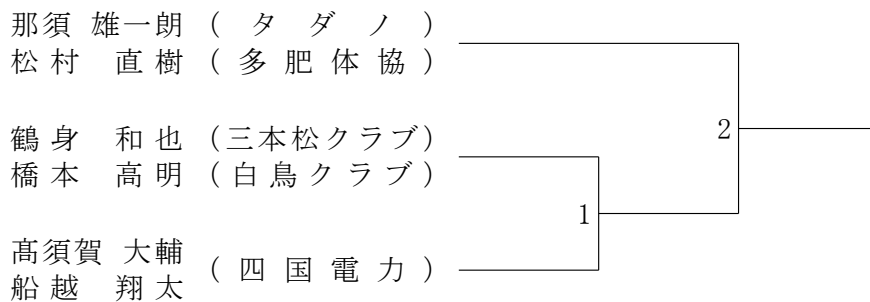 那須 雄一朗 ( タダノ )
松村 直樹 ( 多肥体協 )
鶴身 和也 (三本松クラブ)
橋本 高明 ( 白鳥クラブ )
2
1
髙須賀 大輔
( 四国電力 )
船越 翔太